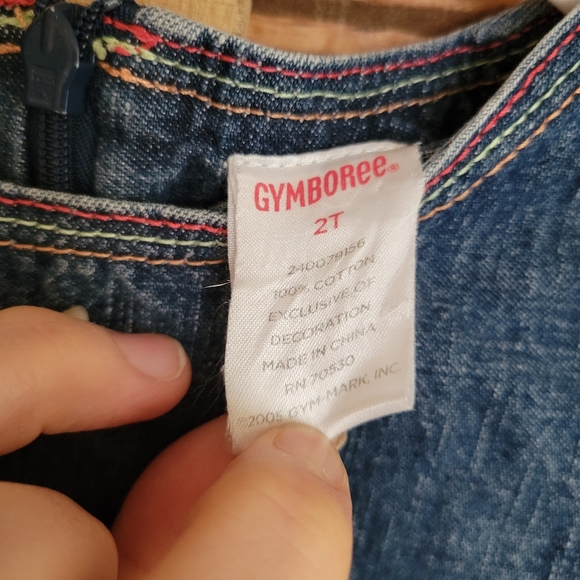 GYMBOREE®
2T
240079156
100% COTTON
EXCLUSIVE OF
DECORATION
MADE IN CHINA
RN 70530
©2005 GYM-MARK, INC.